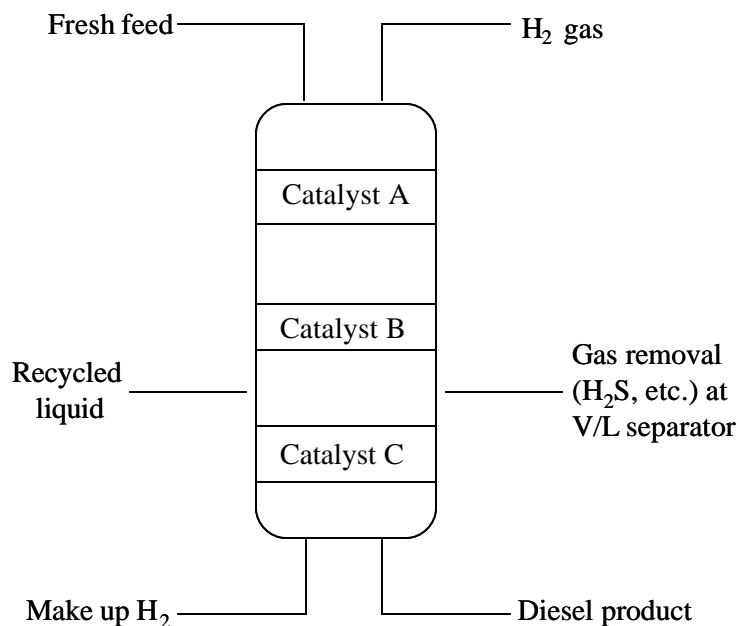 Fresh feed
H₂ gas
Catalyst A
Catalyst B
Recycled
liquid
Gas removal
(H₂S, etc.) at
V/L separator
Catalyst C
Make up H₂
Diesel product